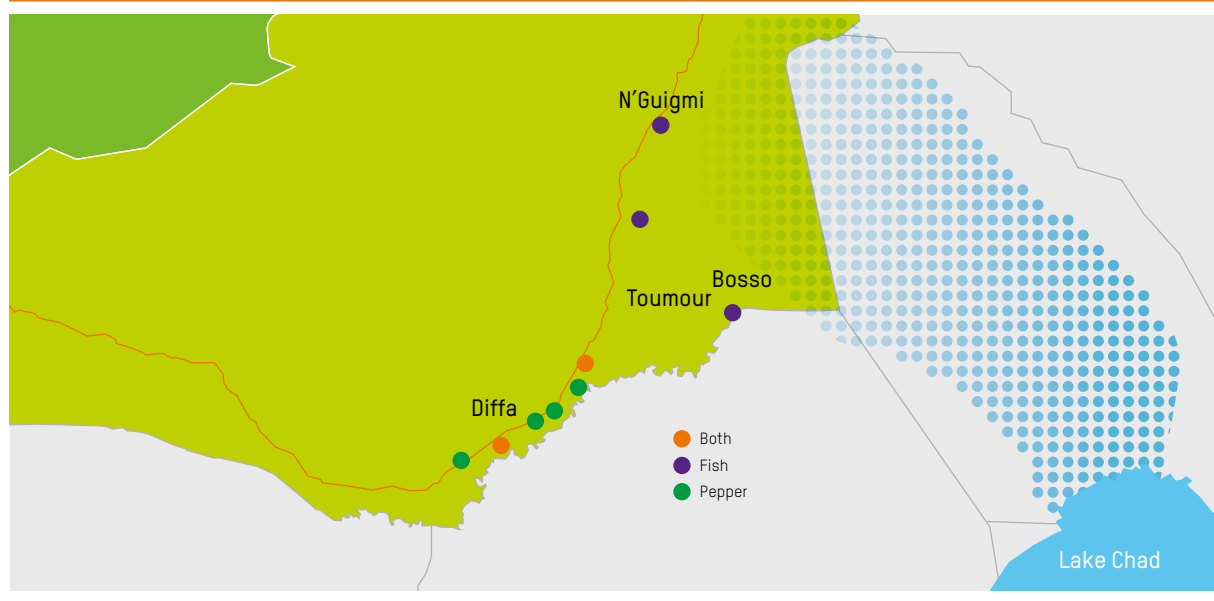 N'Guigmi
Bosso
Toumour
Diffa
Both
Fish
Pepper
Lake Chad